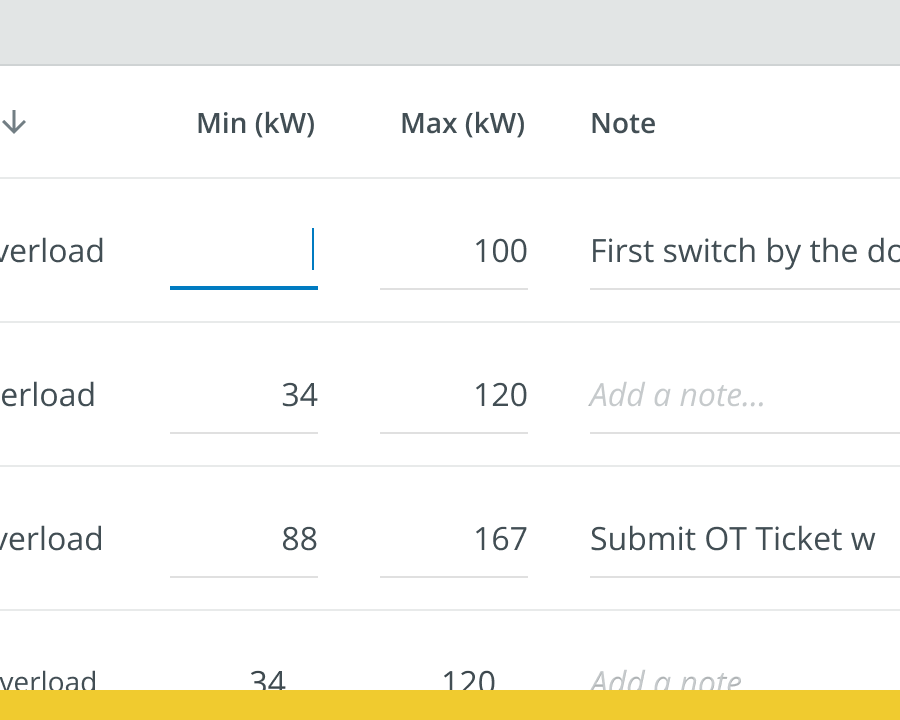 Min (kW) Max (kW) Note
verload 100 First switch by the do
erload 34 120 Add a note...
verload 88 167 Submit OT Ticket w
verload 34 120 Add a note